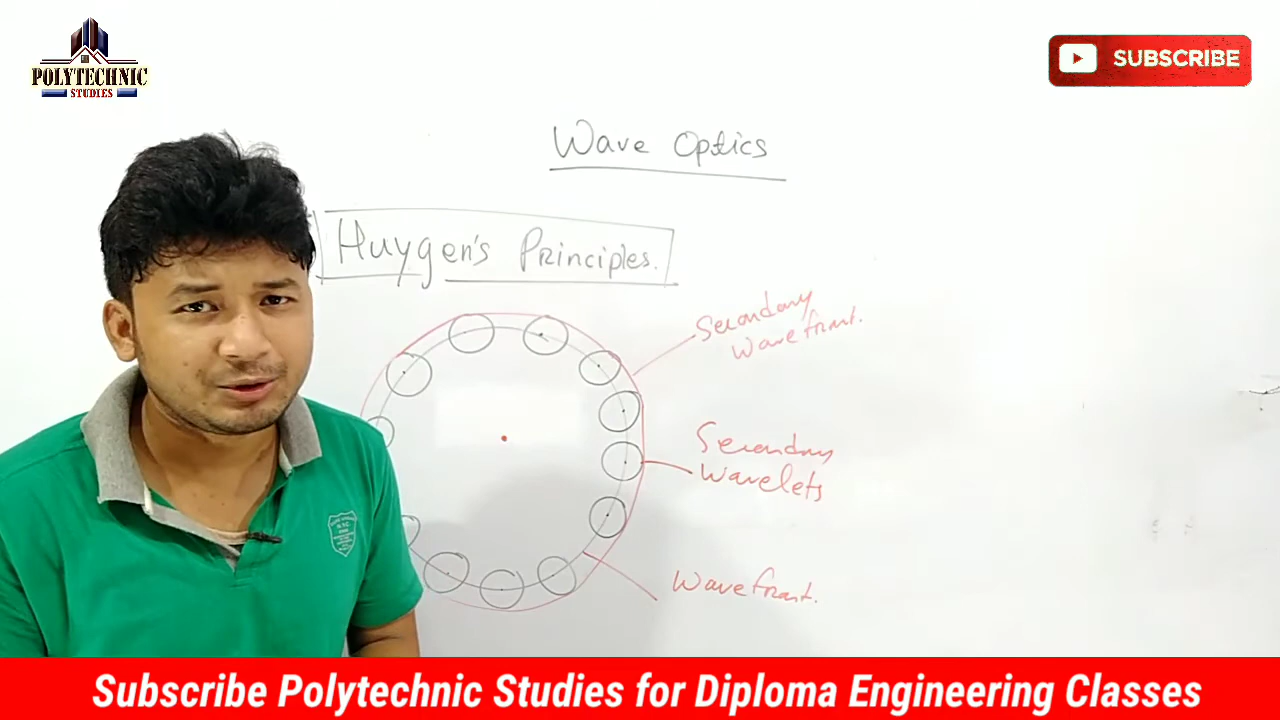 POLYTECHNIC
STUDIES
SUBSCRIBE
Wave Optics
Huygen's Principles.
Secondary
wavefront.
Secondary
wavelets
wavefront.
Subscribe Polytechnic Studies for Diploma Engineering Classes